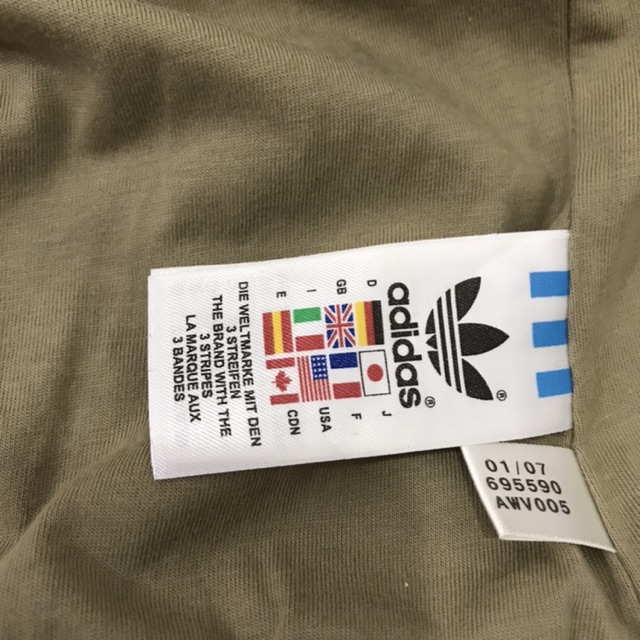 adidas®
®
D
GB
I
E
J
F
USA
CDN
DIE WELTMARKE MIT DEN
3 STREIFEN
THE BRAND WITH THE
3 STRIPES
LA MARQUE AUX
3 BANDES
01/07
695590
AWV005